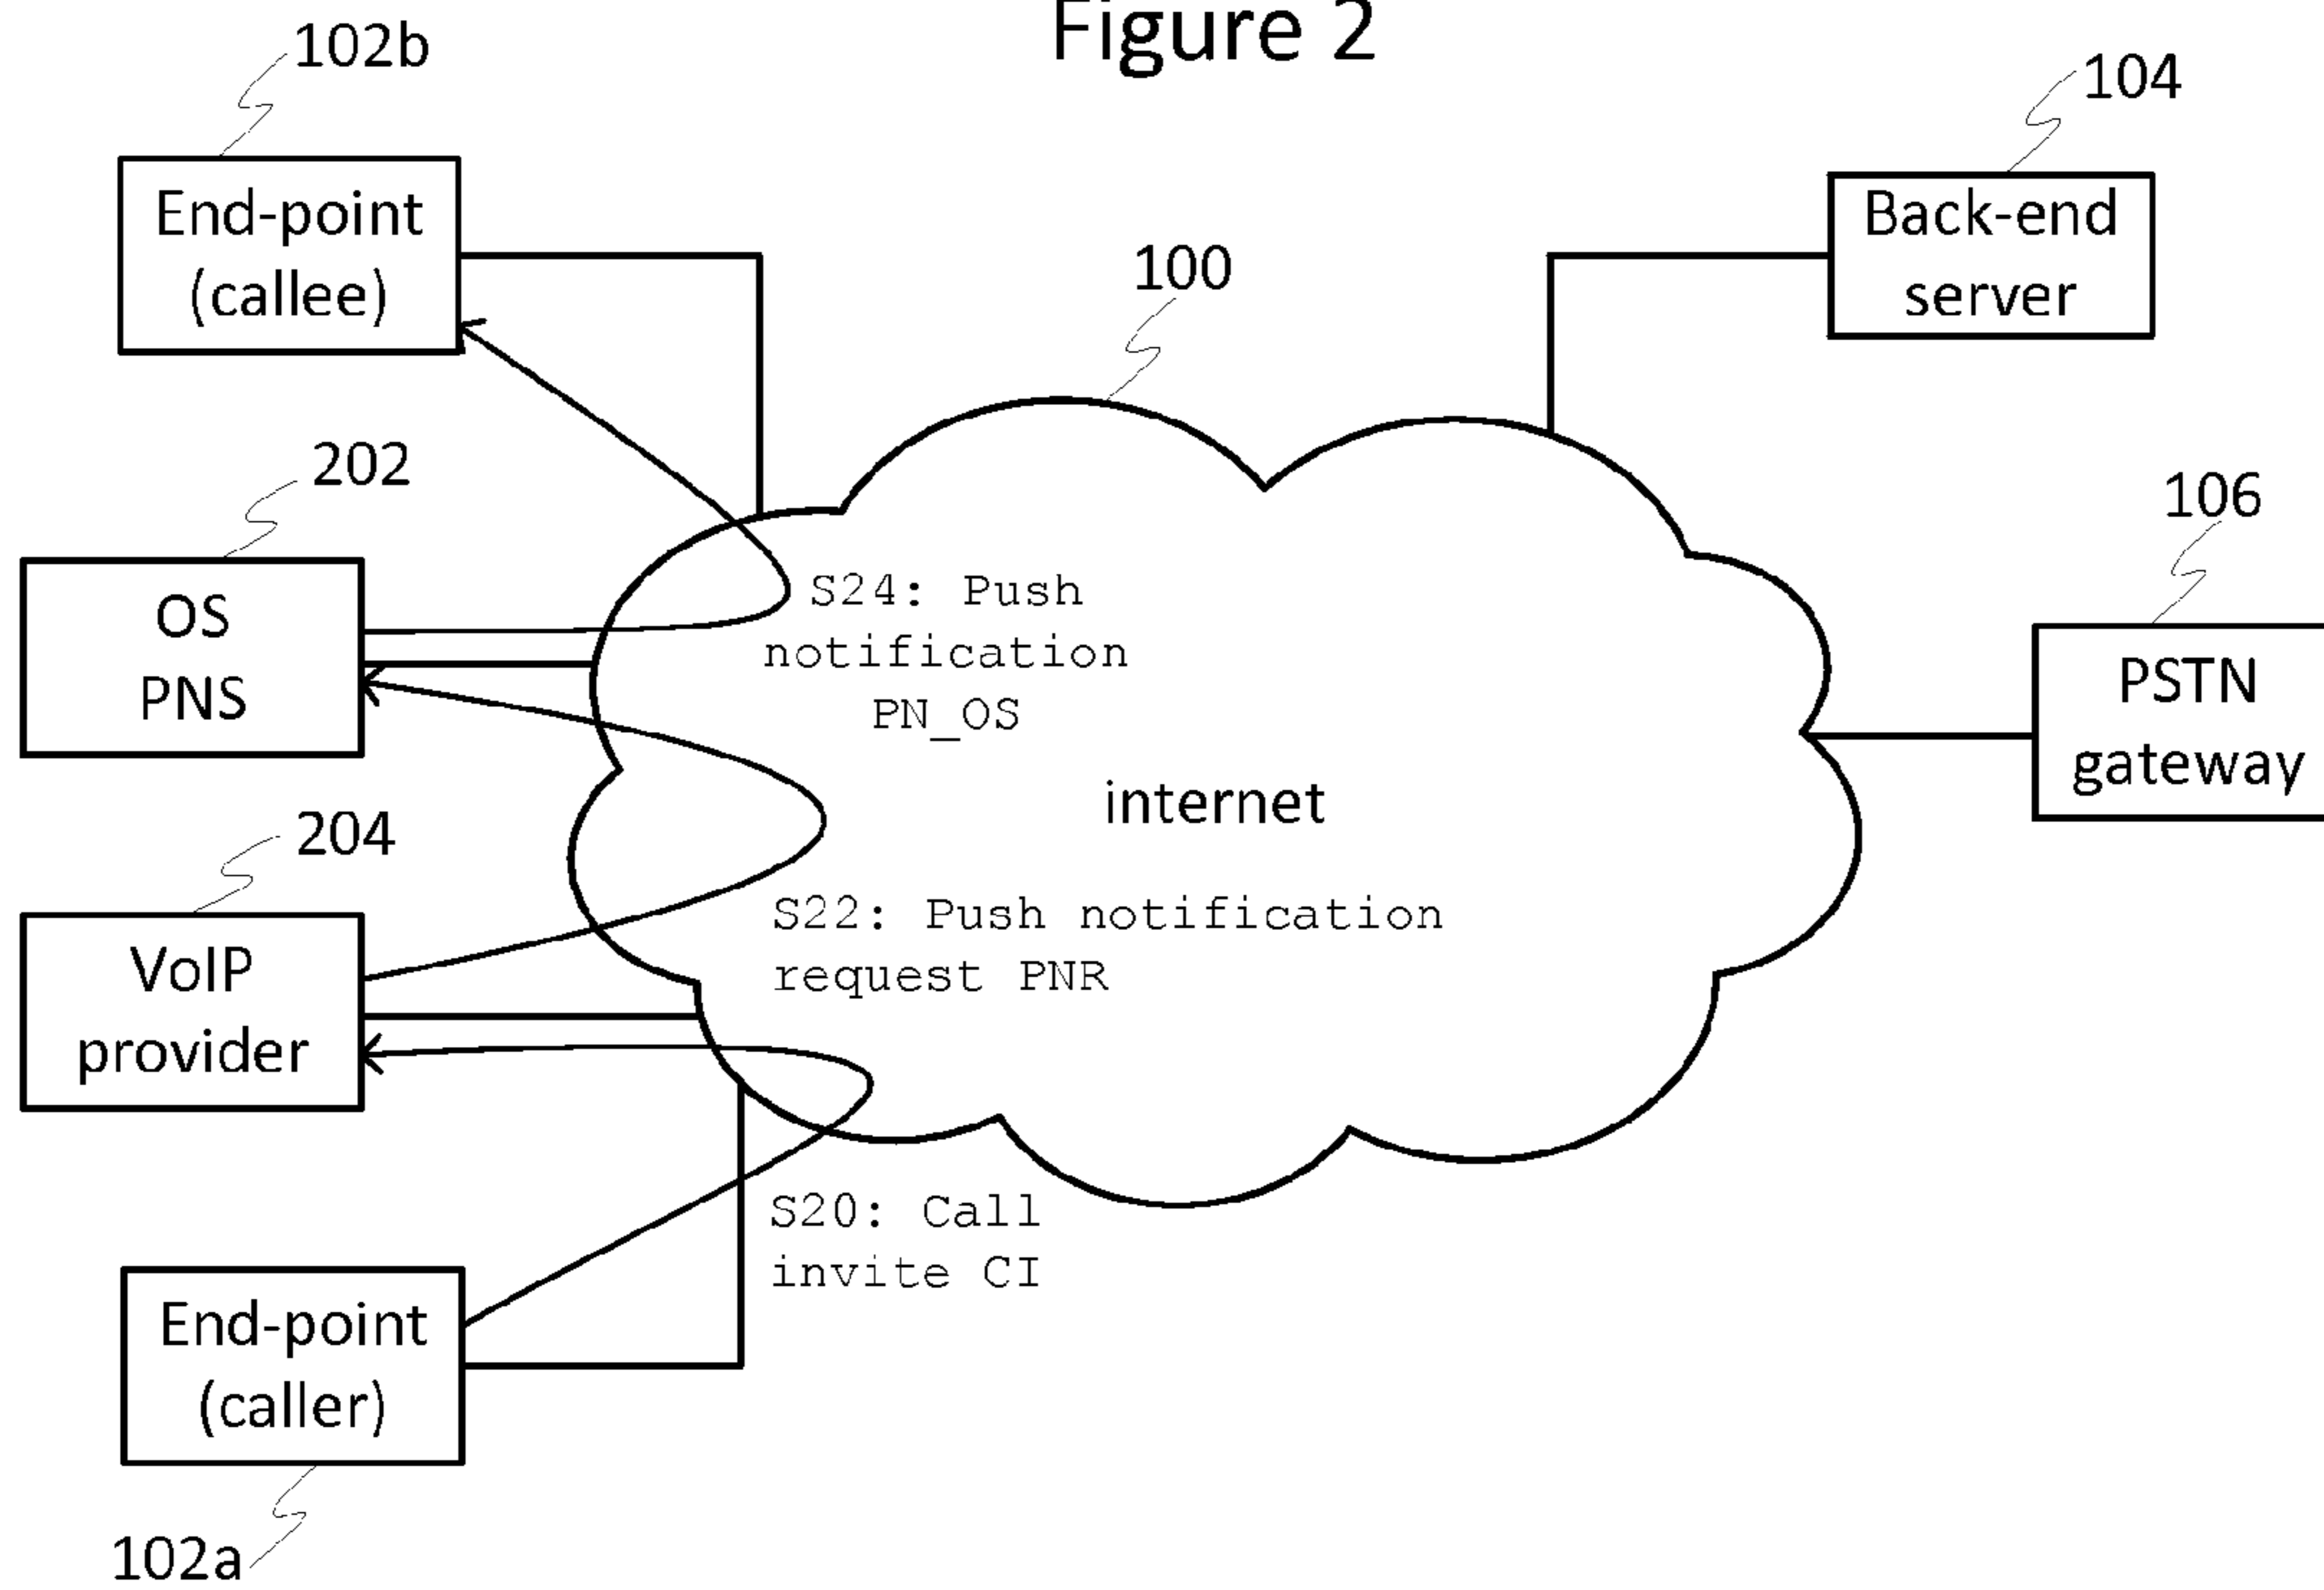 Figure 2
102b
104
End-point
(callee)
Back-end
server
100
202
106
OS
PNS
S24: Push
notification
PN_OS
PSTN
gateway
internet
204
VoIP
provider
S22: Push notification
request PNR
S20: Call
invite CI
End-point
(caller)
102a